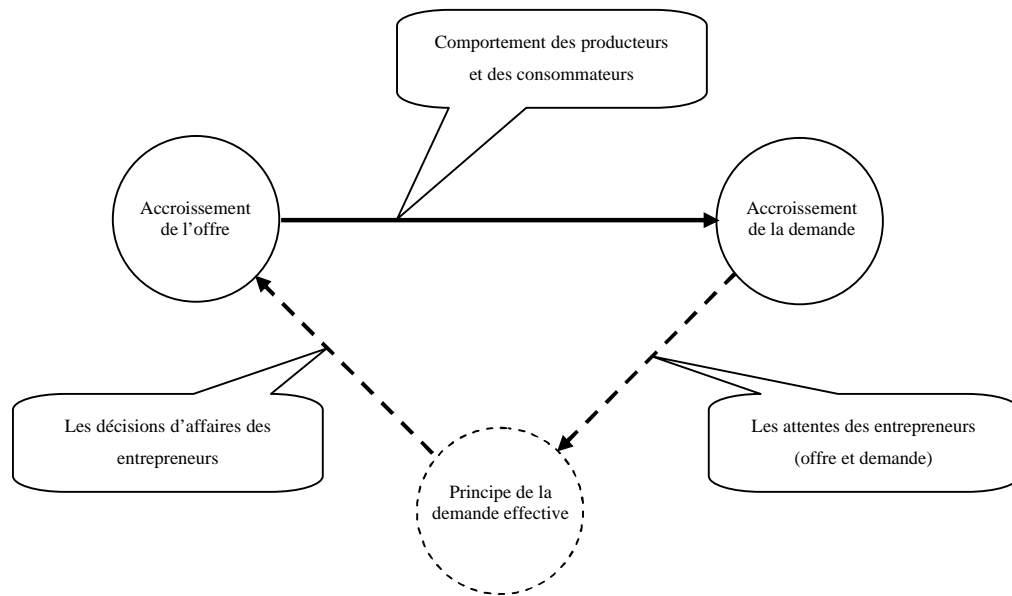 Comportement des producteurs
et des consommateurs
Accroissement
de l’offre
Accroissement
de la demande
Les décisions d’affaires des
entrepreneurs
Les attentes des entrepreneurs
(offre et demande)
Principe de la
demande effective